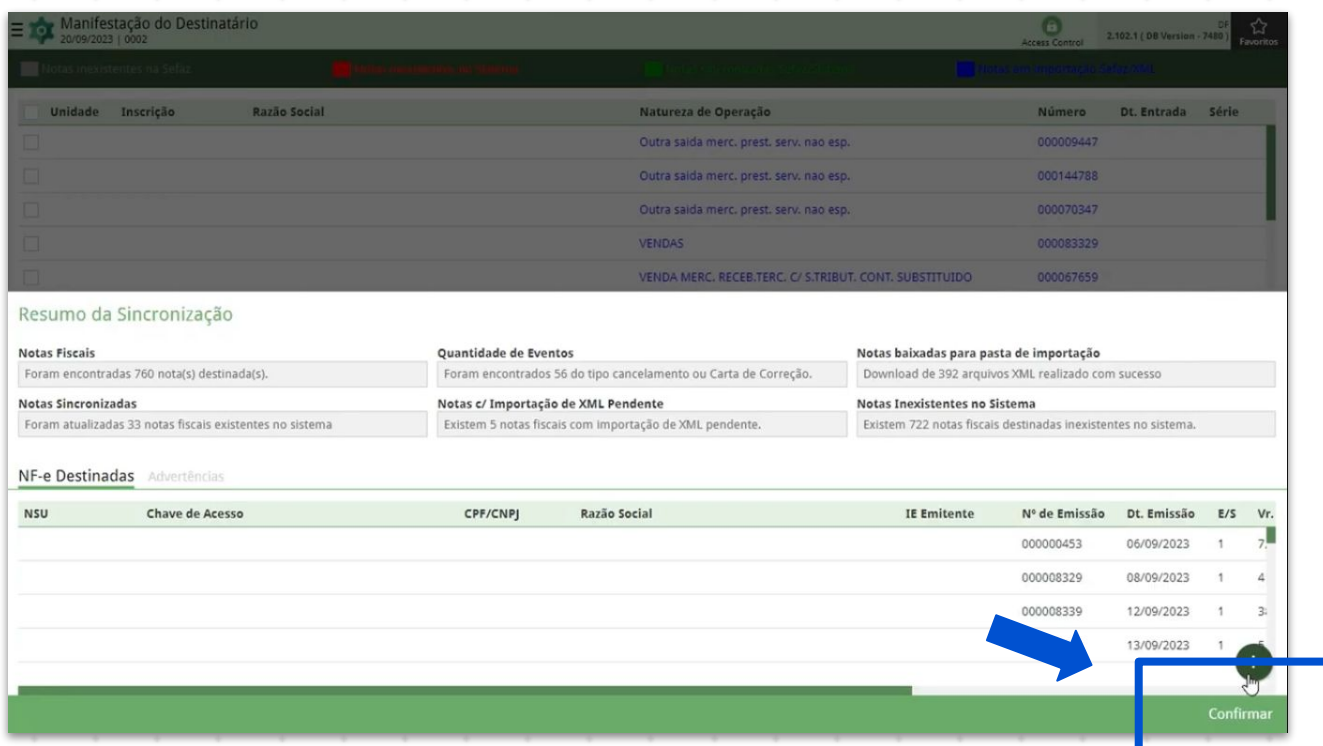 Manifestação do Destinatário
20/09/2023 | 0002
Access Control
DF
2.102.1 ( DB Version - 7480 )
Favoritos
Notas inexistentes na Sefaz
Notas inexistentes no Sistema
Notas em importação Sefaz/XML
Unidade Inscrição Razão Social Natureza de Operação Número Dt. Entrada Série
Outra saida merc. prest. serv. nao esp. 000009447
Outra saida merc. prest. serv. nao esp. 000144788
Outra saida merc. prest. serv. nao esp. 000070347
VENDAS 000083329
VENDA MERC. RECEB.TERC. C/ S.TRIBUT. CONT. SUBSTITUIDO 000067659
Resumo da Sincronização
Notas Fiscais Quantidade de Eventos Notas baixadas para pasta de importação
Foram encontradas 760 nota(s) destinada(s). Foram encontrados 56 do tipo cancelamento ou Carta de Correção. Download de 392 arquivos XML realizado com sucesso
Notas Sincronizadas Notas c/ Importação de XML Pendente Notas Inexistentes no Sistema
Foram atualizadas 33 notas fiscais existentes no sistema Existem 5 notas fiscais com importação de XML pendente. Existem 722 notas fiscais destinadas inexistentes no sistema.
NF-e Destinadas Advertências
NSU Chave de Acesso CPF/CNPJ Razão Social IE Emitente Nº de Emissão Dt. Emissão E/S Vr.
000000453 06/09/2023 1 7.
000008329 08/09/2023 1 4
000008339 12/09/2023 1 3
13/09/2023 1
Confirmar